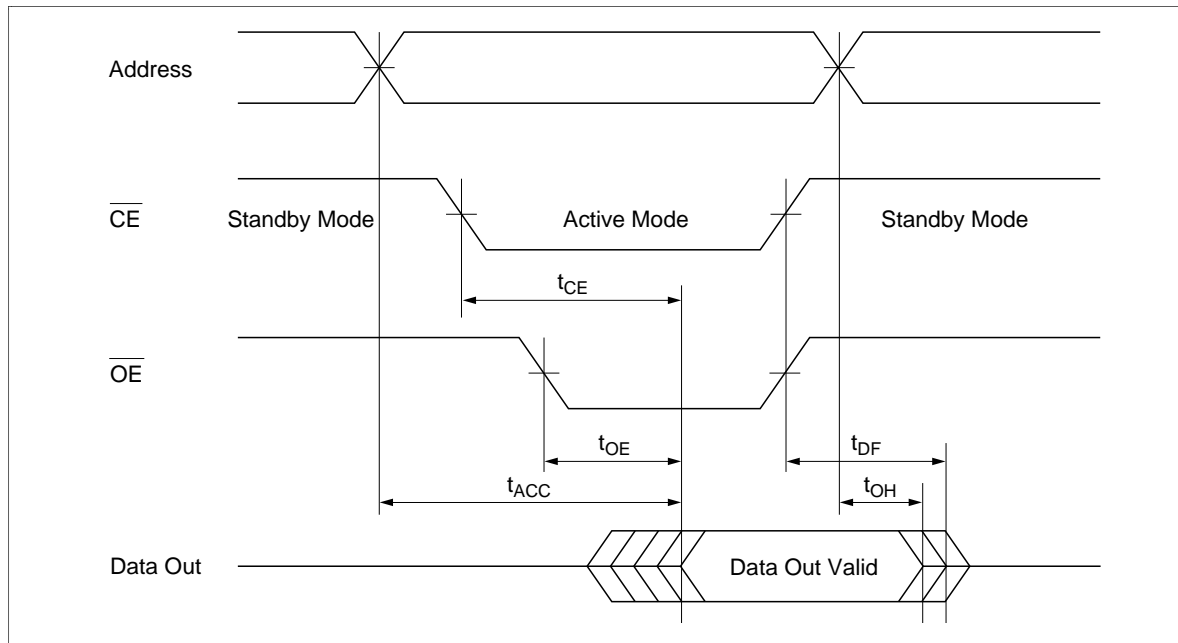 Address
CE
Standby Mode
Active Mode
Standby Mode
tCE
OE
tOE
tDF
tACC
tOH
Data Out
Data Out Valid